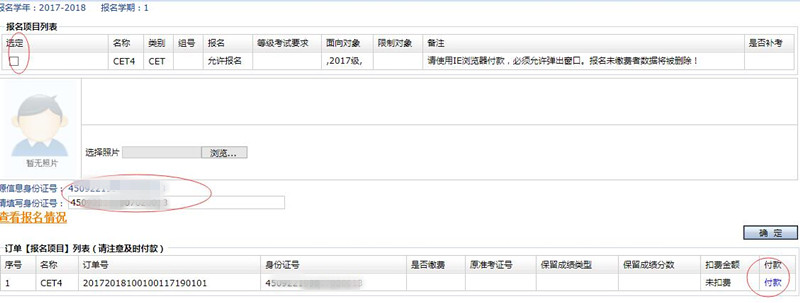 报名学年：2017-2018 报名学期：1
报名项目列表
选定 名称 类别 组号 报名 等级考试要求 面向对象 限制对象 备注 是否补考
CET4 CET 允许报名 ,2017级, 请使用IE浏览器付款，必须允许弹出窗口。报名未缴费者数据将被删除！
暂无照片
选择照片 浏览...
原信息身份证号：
请填写身份证号：
查看报名情况
确 定
订单【报名项目】列表（请注意及时付款）
序号 名称 订单号 身份证号 是否缴费 原准考证号 保留成绩类型 保留成绩分数 扣费金额 付款
1 CET4 20172018100100117190101 未扣费 付款